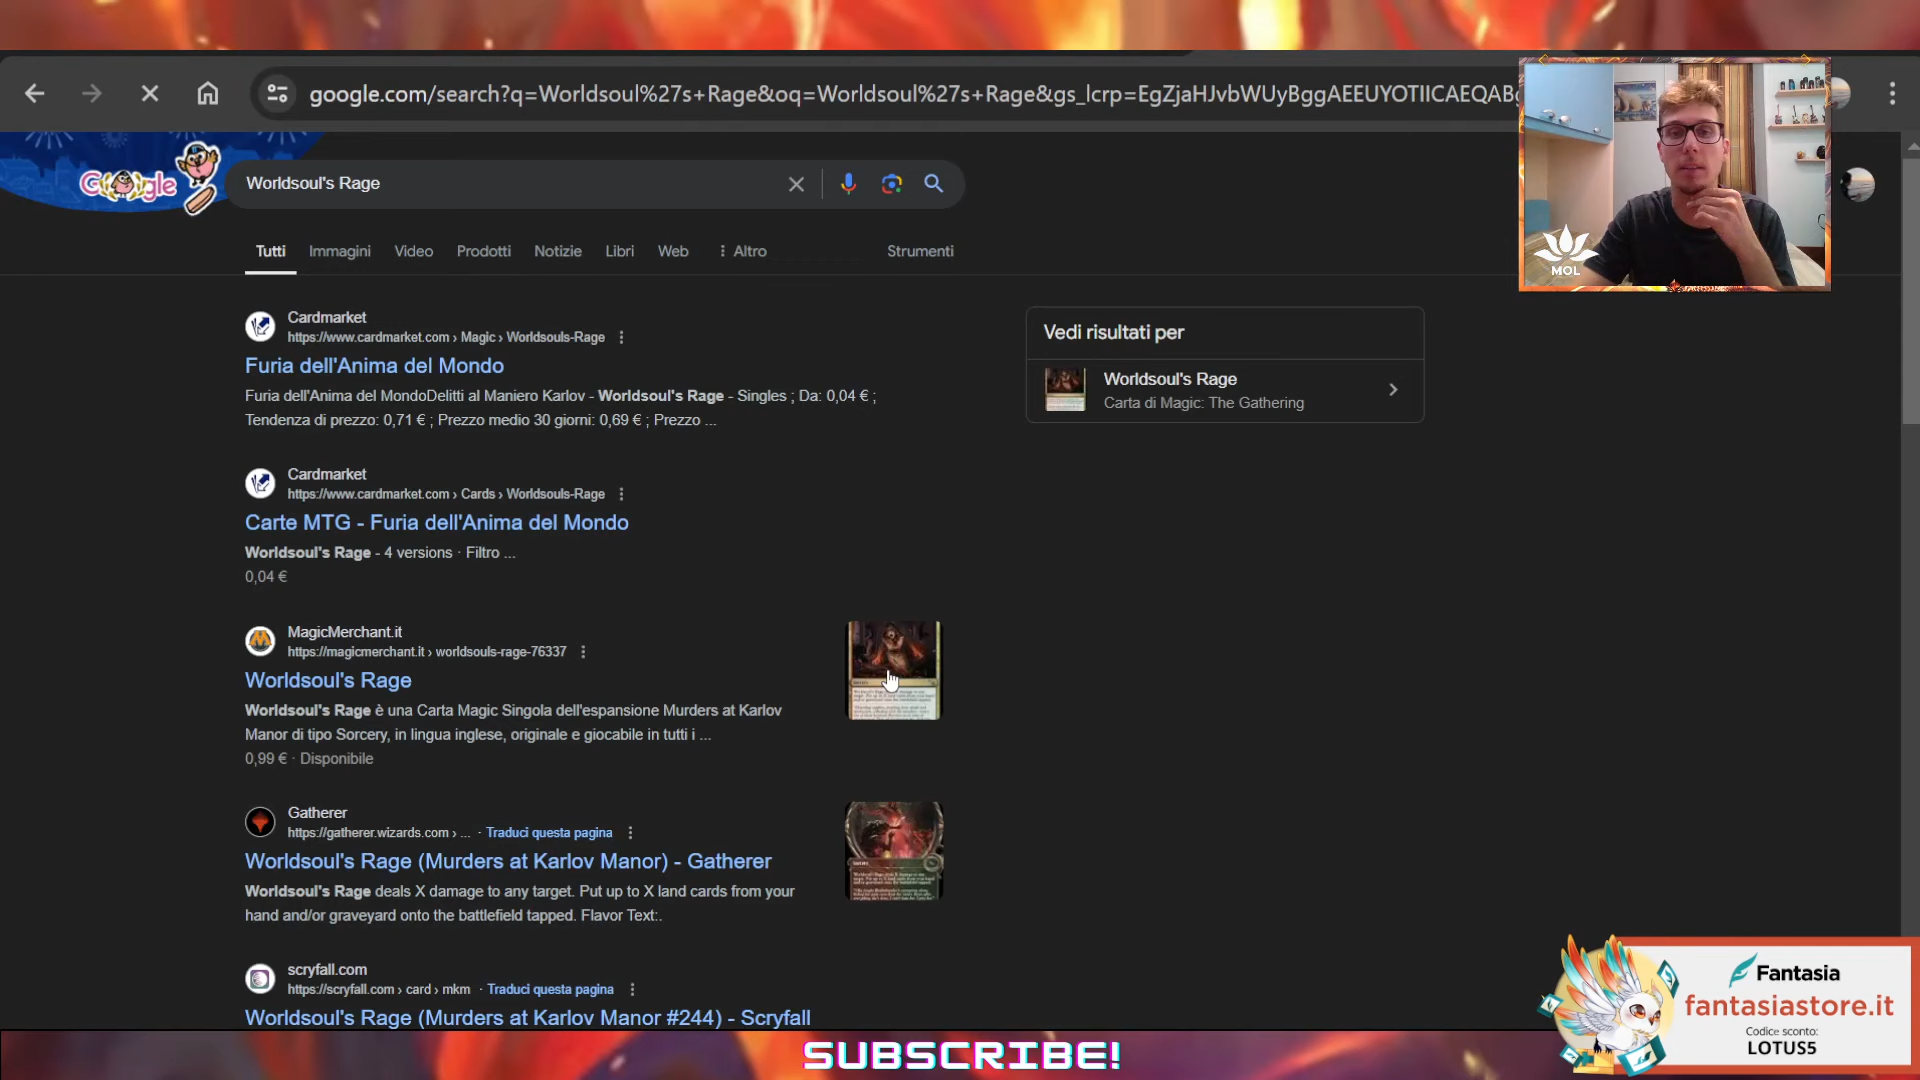 google.com/search?q=Worldsoul%27s+Rage&oq=Worldsoul%27s+Rage&gs_lcrp=EgZjaHJvbWUyBggAEEUYOTIICAEQABg
Google
Worldsoul's Rage
Tutti Immagini Video Prodotti Notizie Libri Web Altro Strumenti
Cardmarket
https://www.cardmarket.com › Magic › Worldsouls-Rage
Furia dell'Anima del Mondo
Furia dell'Anima del MondoDelitti al Maniero Karlov - Worldsoul's Rage - Singles ; Da: 0,04 € ;
Tendenza di prezzo: 0,71 € ; Prezzo medio 30 giorni: 0,69 € ; Prezzo ...
Vedi risultati per
Worldsoul's Rage
Carta di Magic: The Gathering
Cardmarket
https://www.cardmarket.com › Cards › Worldsouls-Rage
Carte MTG - Furia dell'Anima del Mondo
Worldsoul's Rage - 4 versions · Filtro ...
0,04 €
MagicMerchant.it
https://magicmerchant.it › worldsouls-rage-76337
Worldsoul's Rage
Worldsoul's Rage è una Carta Magic Singola dell'espansione Murders at Karlov
Manor di tipo Sorcery, in lingua inglese, originale e giocabile in tutti i ...
0,99 € · Disponibile
Gatherer
https://gatherer.wizards.com › ... · Traduci questa pagina
Worldsoul's Rage (Murders at Karlov Manor) - Gatherer
Worldsoul's Rage deals X damage to any target. Put up to X land cards from your
hand and/or graveyard onto the battlefield tapped. Flavor Text:.
scryfall.com
https://scryfall.com › card › mkm · Traduci questa pagina
Worldsoul's Rage (Murders at Karlov Manor #244) - Scryfall
MOL
Fantasia
fantasiastore.it
Codice sconto:
LOTUS5
SUBSCRIBE!